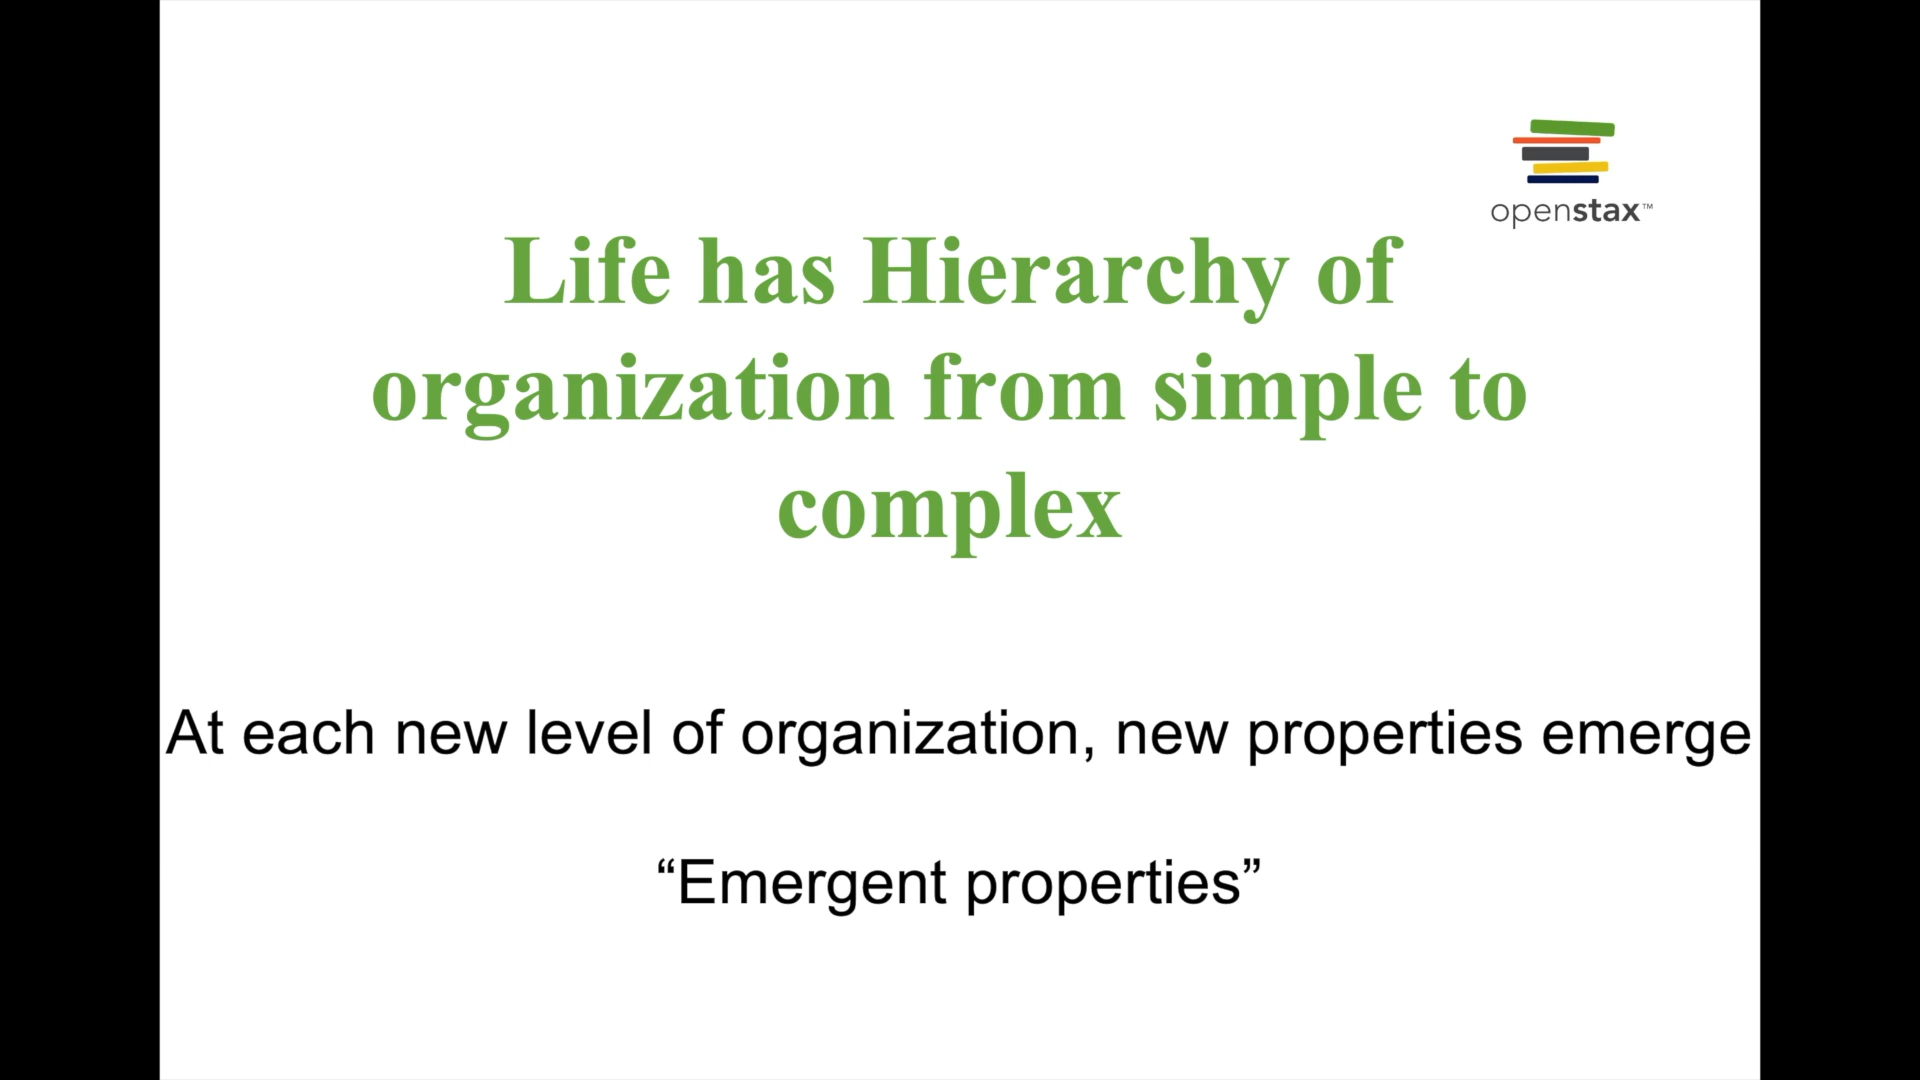 openstax™
Life has Hierarchy of
organization from simple to
complex
At each new level of organization, new properties emerge
“Emergent properties”